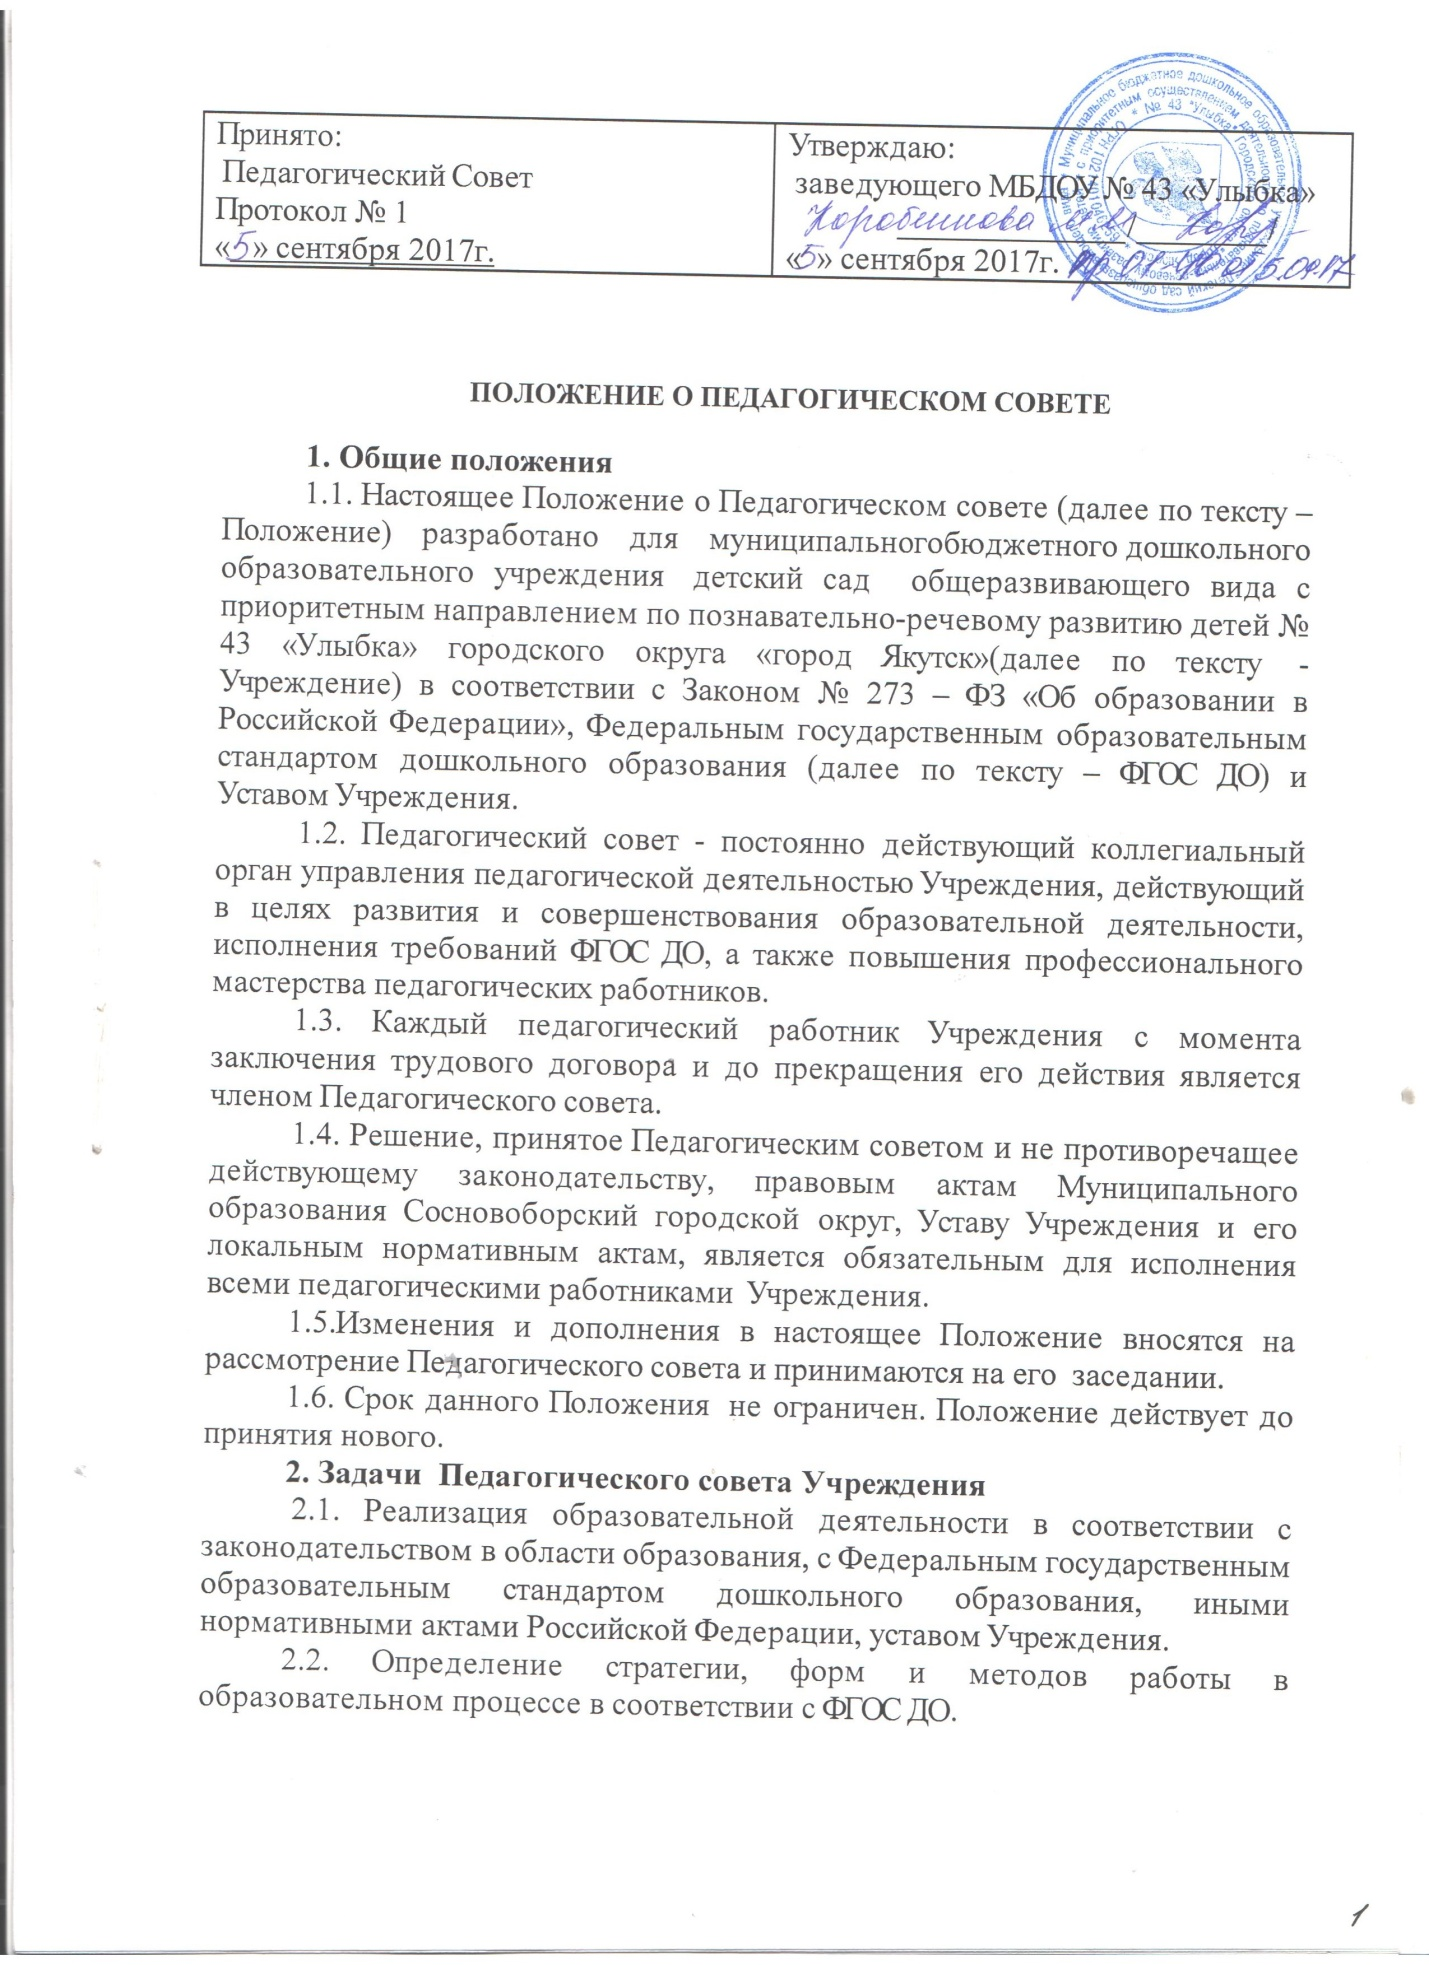 Принято:
Педагогический Совет
Протокол № 1
«5» сентября 2017г.
Утверждаю:
заведующего МБДОУ № 43 «Улыбка»
«5» сентября 2017г.
ПОЛОЖЕНИЕ О ПЕДАГОГИЧЕСКОМ СОВЕТЕ
1. Общие положения
1.1. Настоящее Положение о Педагогическом совете (далее по тексту –
Положение) разработано для муниципальногобюджетного дошкольного
образовательного учреждения детский сад общеразвивающего вида с
приоритетным направлением по познавательно-речевому развитию детей №
43 «Улыбка» городского округа «город Якутск»(далее по тексту -
Учреждение) в соответствии с Законом № 273 – ФЗ «Об образовании в
Российской Федерации», Федеральным государственным образовательным
стандартом дошкольного образования (далее по тексту – ФГОС ДО) и
Уставом Учреждения.
1.2. Педагогический совет - постоянно действующий коллегиальный
орган управления педагогической деятельностью Учреждения, действующий
в целях развития и совершенствования образовательной деятельности,
исполнения требований ФГОС ДО, а также повышения профессионального
мастерства педагогических работников.
1.3. Каждый педагогический работник Учреждения с момента
заключения трудового договора и до прекращения его действия является
членом Педагогического совета.
1.4. Решение, принятое Педагогическим советом и не противоречащее
действующему законодательству, правовым актам Муниципального
образования Сосновоборский городской округ, Уставу Учреждения и его
локальным нормативным актам, является обязательным для исполнения
всеми педагогическими работниками Учреждения.
1.5.Изменения и дополнения в настоящее Положение вносятся на
рассмотрение Педагогического совета и принимаются на его заседании.
1.6. Срок данного Положения не ограничен. Положение действует до
принятия нового.
2. Задачи Педагогического совета Учреждения
2.1. Реализация образовательной деятельности в соответствии с
законодательством в области образования, с Федеральным государственным
образовательным стандартом дошкольного образования, иными
нормативными актами Российской Федерации, уставом Учреждения.
2.2. Определение стратегии, форм и методов работы в
образовательном процессе в соответствии с ФГОС ДО.
1